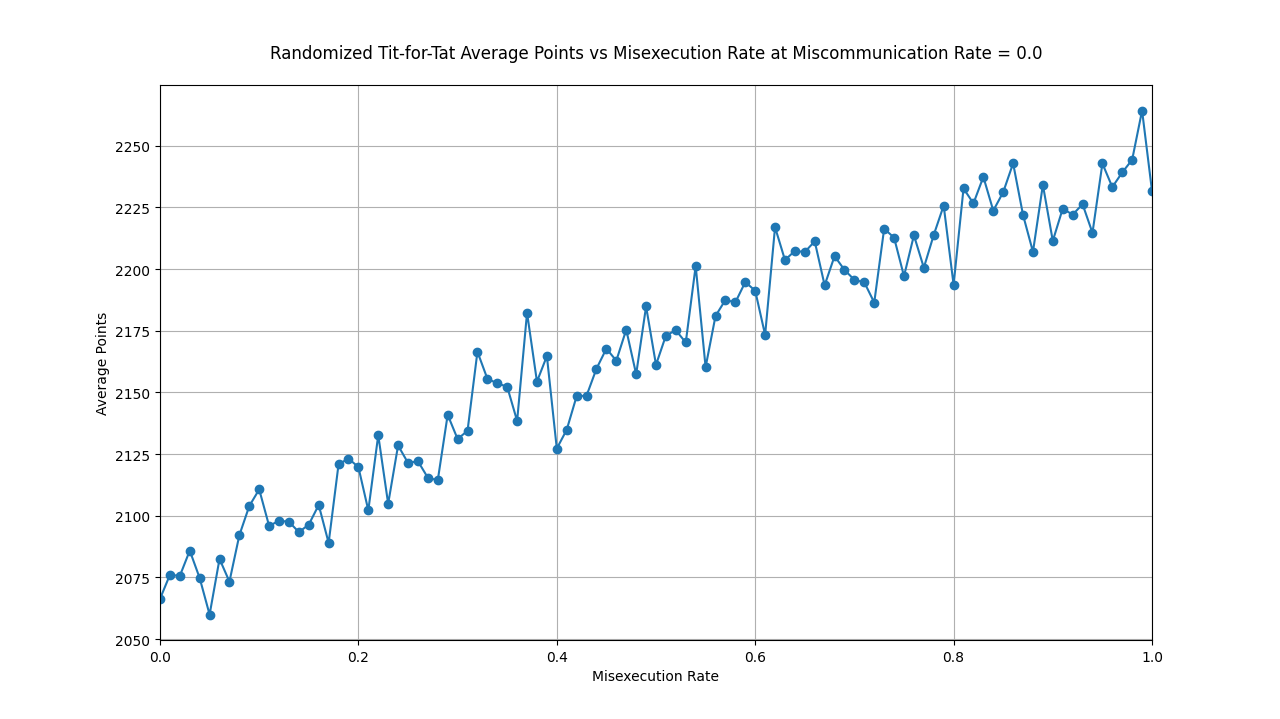 Randomized Tit-for-Tat Average Points vs Misexecution Rate at Miscommunication Rate = 0.0
Average Points
2250
2225
2200
2175
2150
2125
2100
2075
2050
0.0 0.2 0.4 0.6 0.8 1.0
Misexecution Rate